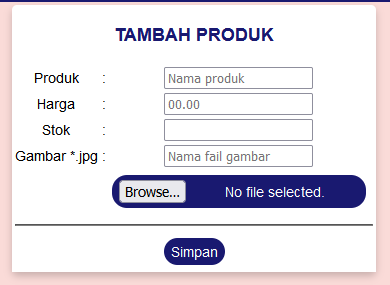 TAMBAH PRODUK
Produk : Nama produk
Harga : 00.00
Stok :
Gambar *.jpg : Nama fail gambar
Browse... No file selected.
Simpan